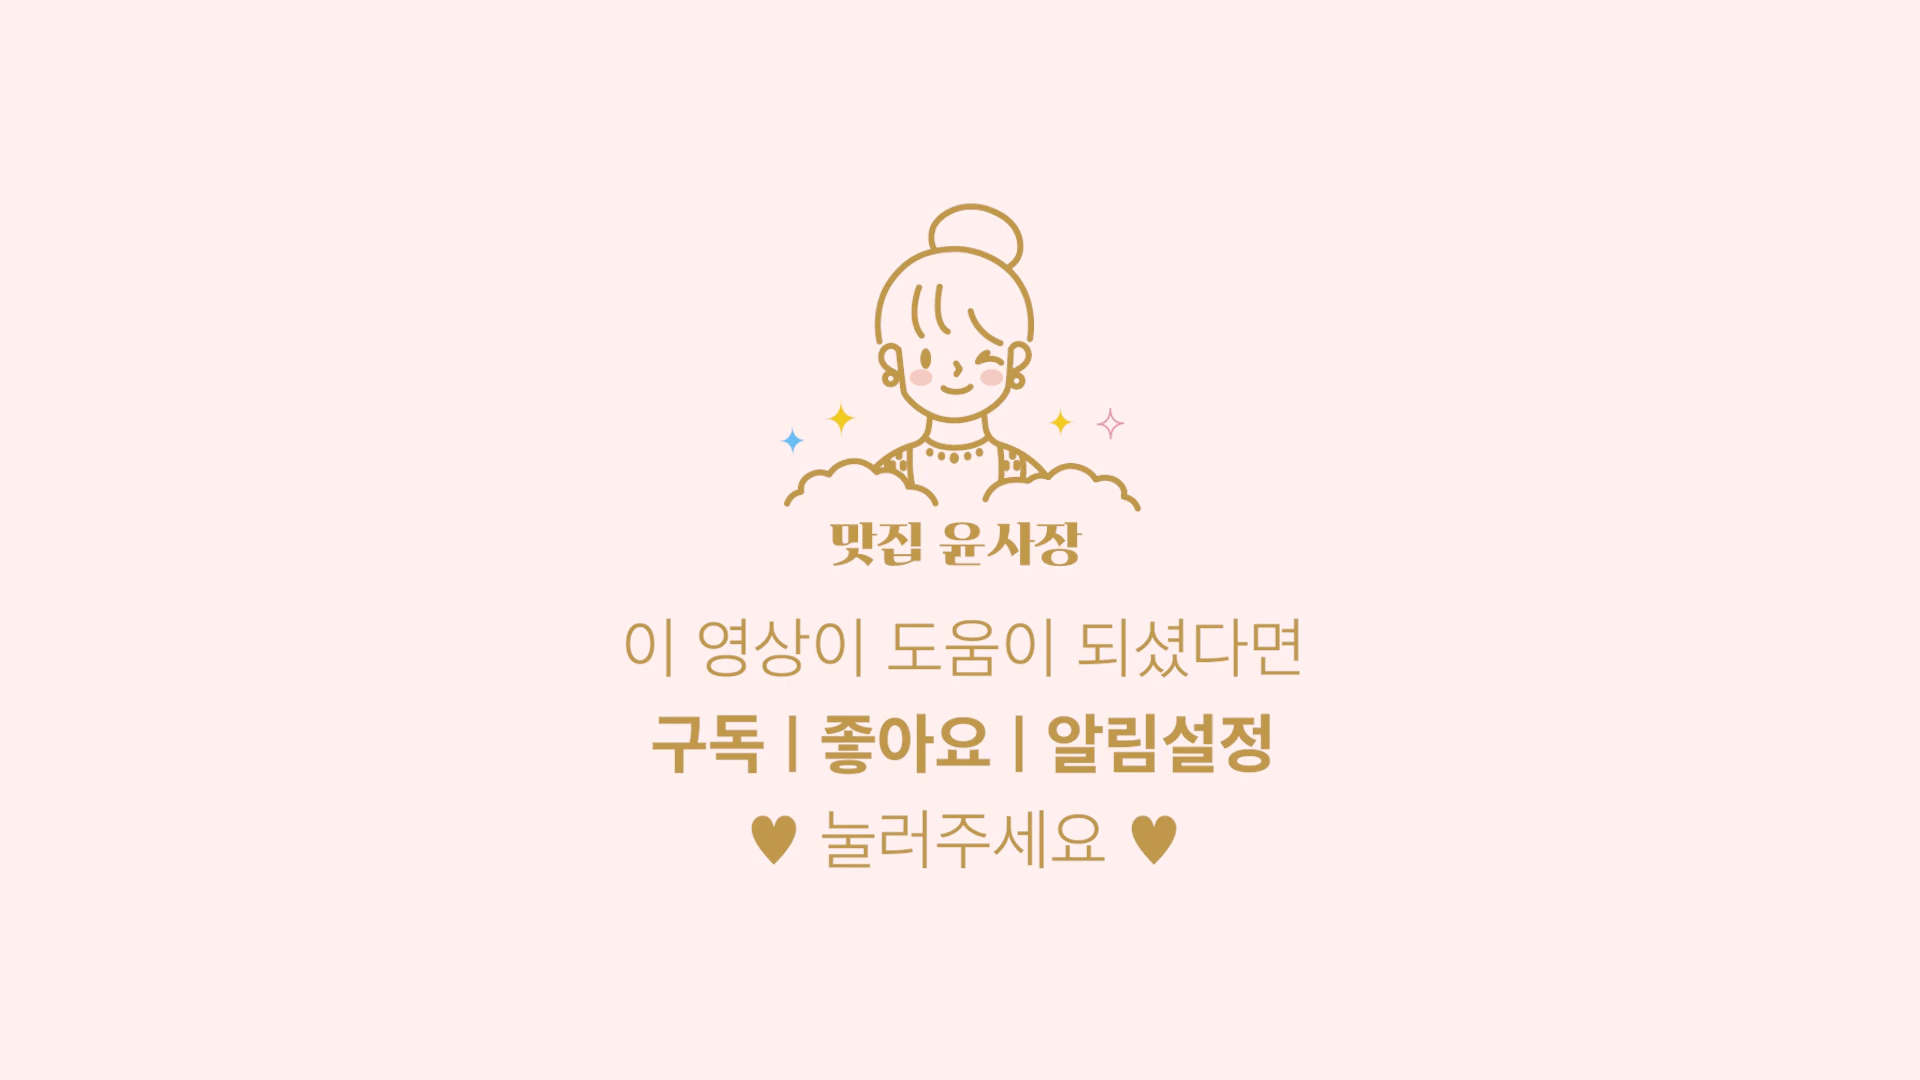 맛집 윤사장
이 영상이 도움이 되셨다면
구독 | 좋아요 | 알림설정
♥ 눌러주세요 ♥